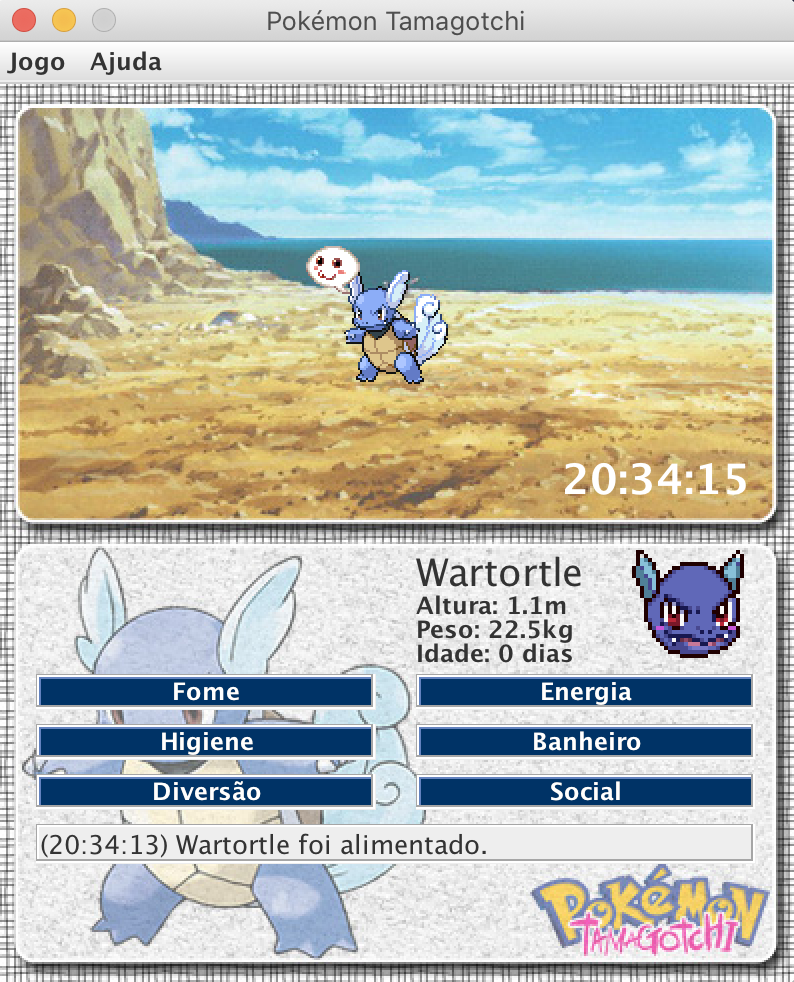 Pokémon Tamagotchi
Jogo Ajuda
20:34:15
Wartortle
Altura: 1.1m
Peso: 22.5kg
Idade: 0 dias
Fome Energia
Higiene Banheiro
Diversão Social
(20:34:13) Wartortle foi alimentado.
POKéMON
TAMAGOTCHI